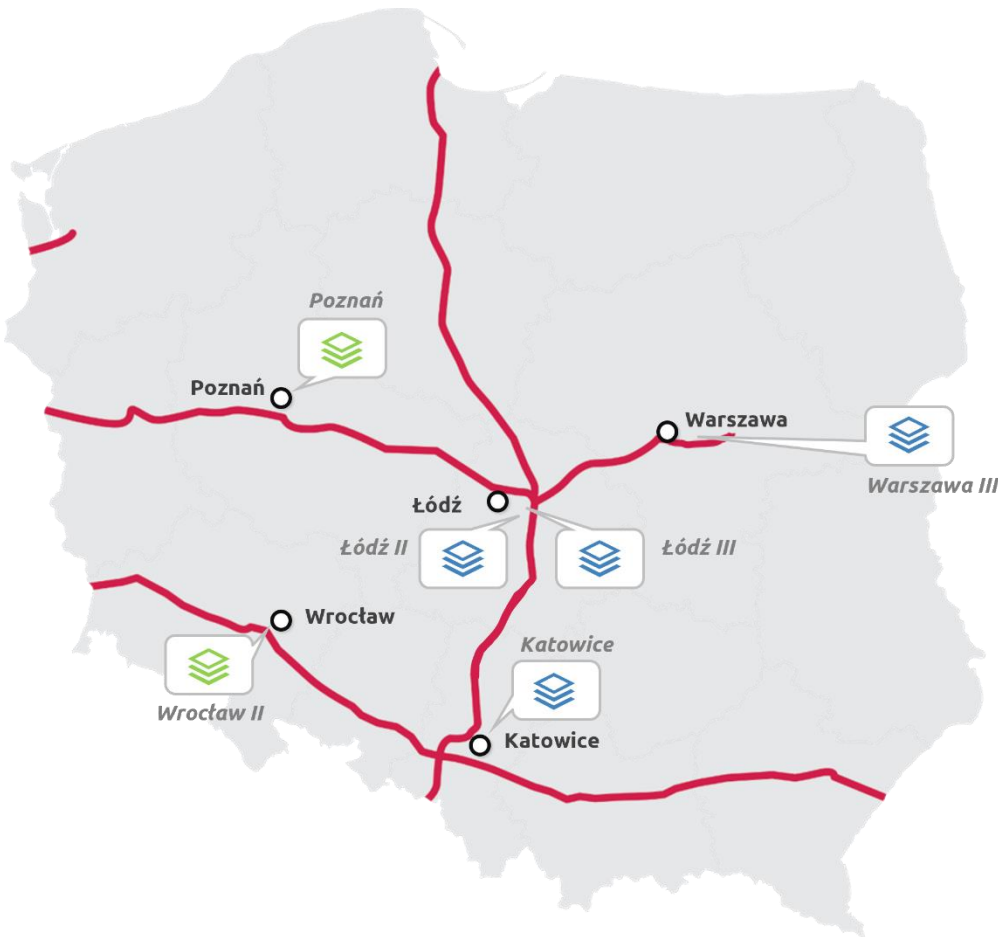 Poznań
Poznań
Warszawa
Warszawa III
Łódź
Łódź II
Łódź III
Wrocław
Katowice
Wrocław II
Katowice